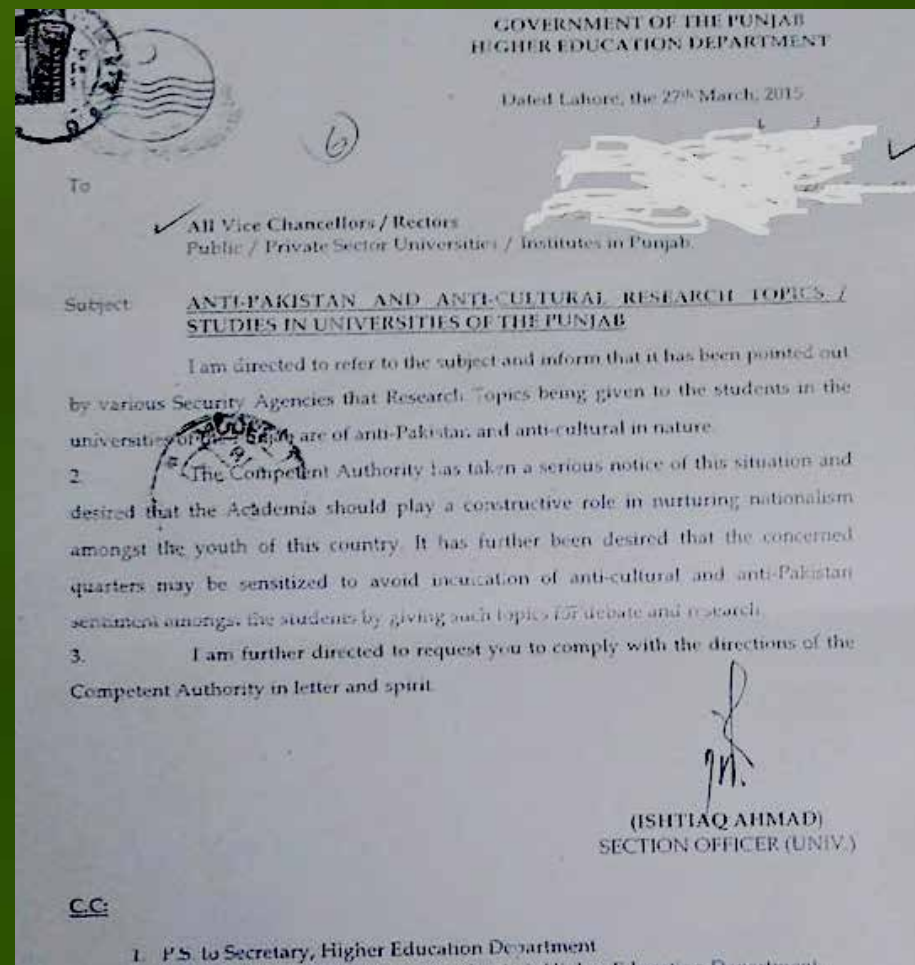 GOVERNMENT OF THE PUNJAB
HIGHER EDUCATION DEPARTMENT
Dated Lahore, the 27th March, 2015
6
To
All Vice Chancellors / Rectors
Public / Private Sector Universities / Institutes in Punjab.
Subject ANTI-PAKISTAN AND ANTI-CULTURAL RESEARCH TOPICS /
STUDIES IN UNIVERSITIES OF THE PUNJAB
I am directed to refer to the subject and inform that it has been pointed out
by various Security Agencies that Research Topics being given to the students in the
universities of the Punjab are of anti-Pakistan and anti-cultural in nature.
2. The Competent Authority has taken a serious notice of this situation and
desired that the Academia should play a constructive role in nurturing nationalism
amongst the youth of this country. It has further been desired that the concerned
quarters may be sensitized to avoid inculcation of anti-cultural and anti-Pakistan
sentiment amongst the students by giving such topics for debate and research.
3. I am further directed to request you to comply with the directions of the
Competent Authority in letter and spirit.
(ISHTIAQ AHMAD)
SECTION OFFICER (UNIV.)
C.C:
1. P.S. to Secretary, Higher Education Department
Higher Education Department